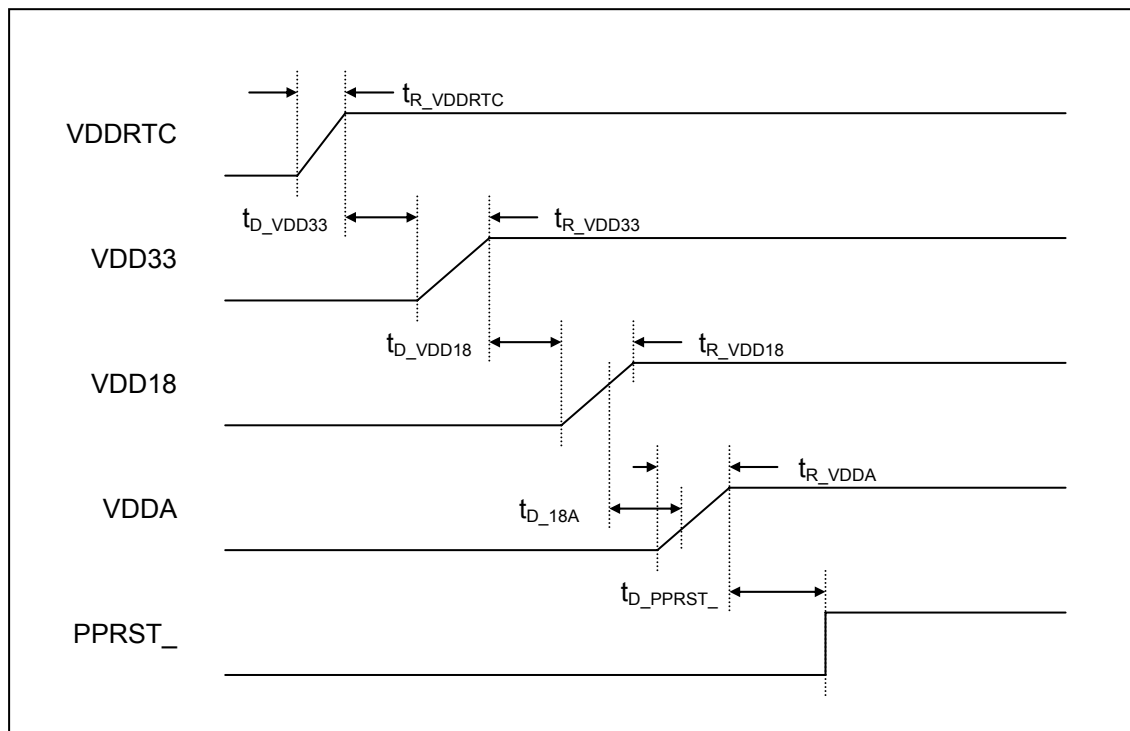 t_R_VDDRTC
VDDRTC
t_D_VDD33
t_R_VDD33
VDD33
t_D_VDD18
t_R_VDD18
VDD18
t_R_VDDA
VDDA
t_D_18A
t_D_PPRST_
PPRST_